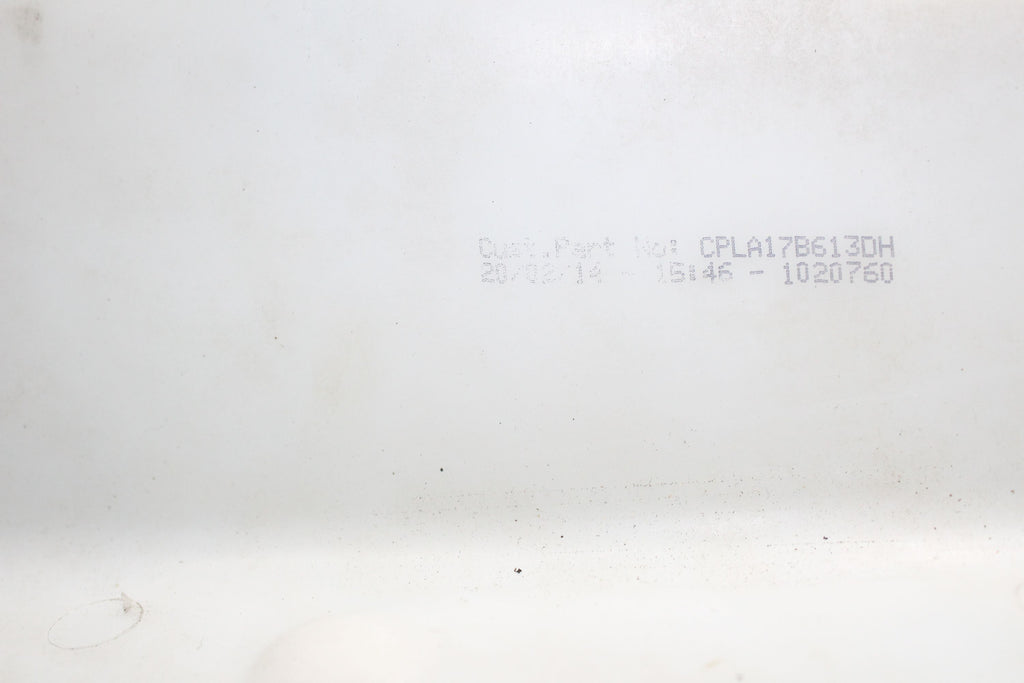 Cust.Part No: CPLA17B613DH
20/02/14 - 15:46 - 1020760